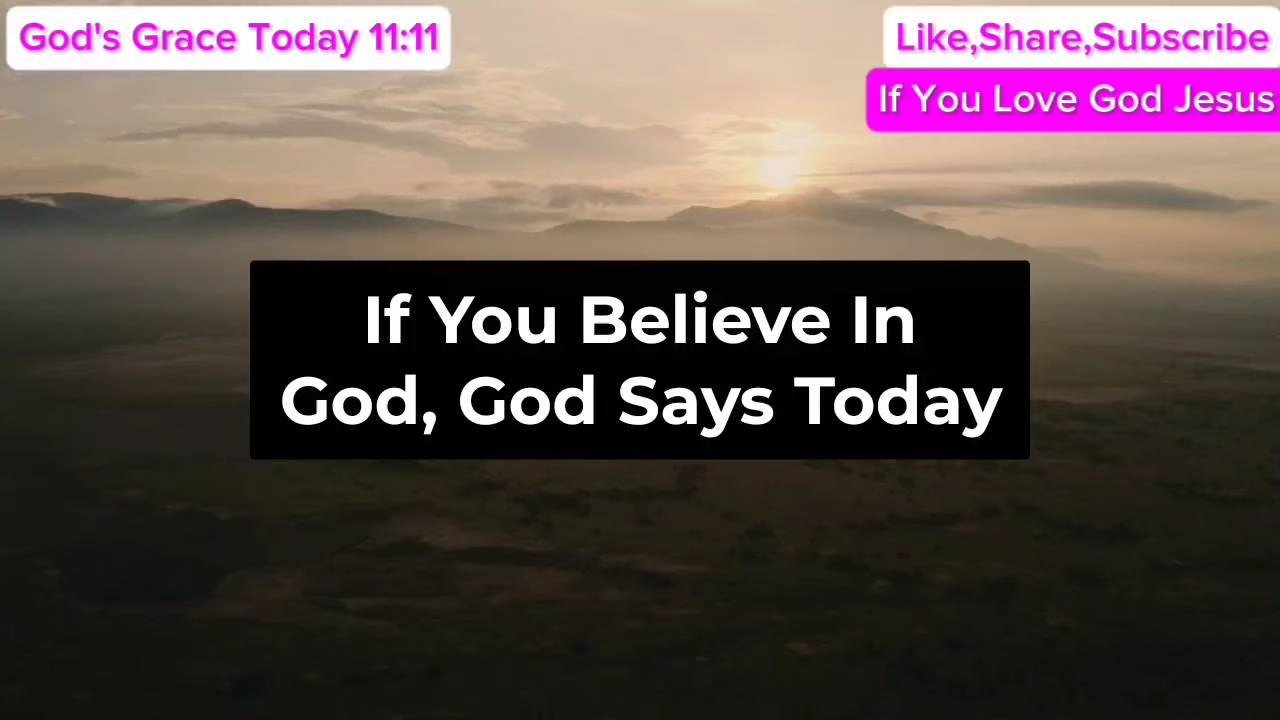 God's Grace Today 11:11
Like,Share,Subscribe
If You Love God Jesus
If You Believe In
God, God Says Today